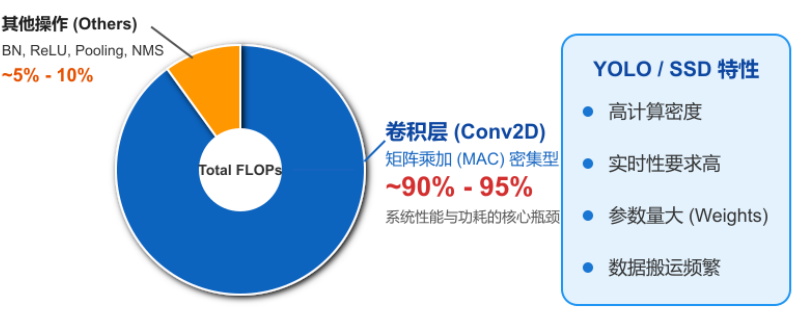 其他操作 (Others)
BN, ReLU, Pooling, NMS
~5% - 10%
Total FLOPs
卷积层 (Conv2D)
矩阵乘加 (MAC) 密集型
~90% - 95%
系统性能与功耗的核心瓶颈
YOLO / SSD 特性
高计算密度
实时性要求高
参数量大 (Weights)
数据搬运频繁